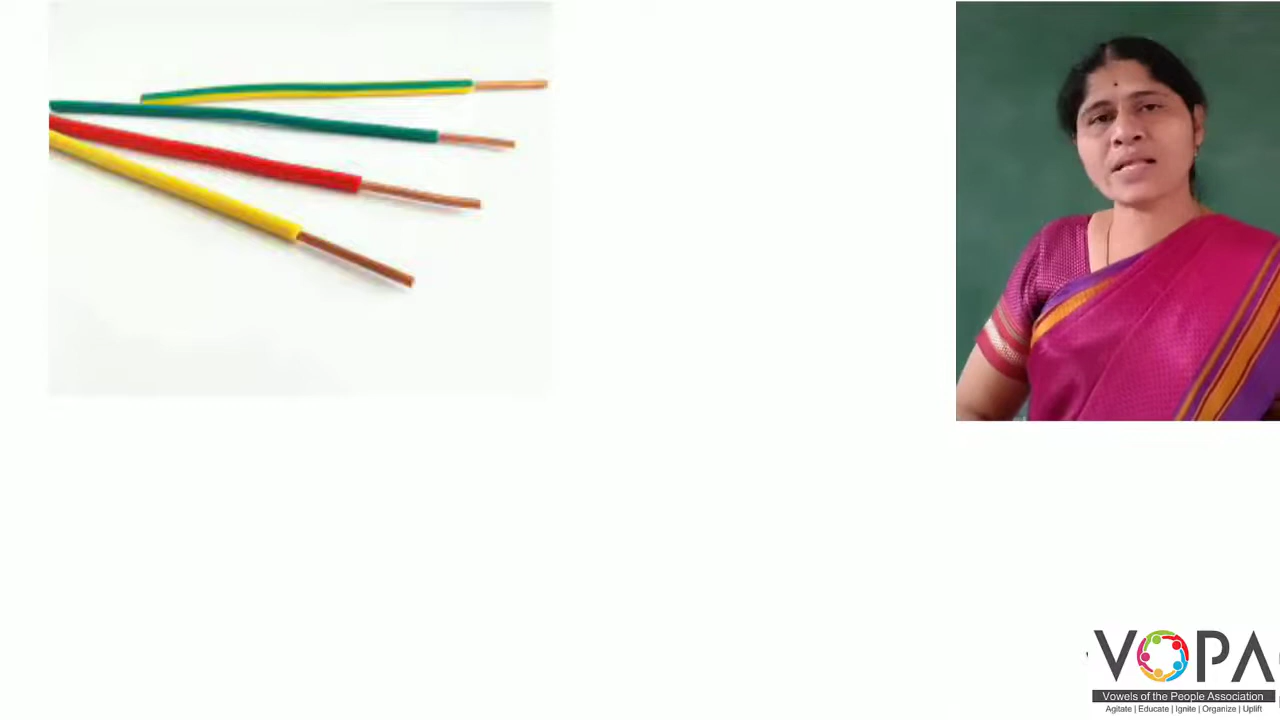 VOPA
Vowels of the People Association
Agitate | Educate | Ignite | Organize | Uplift